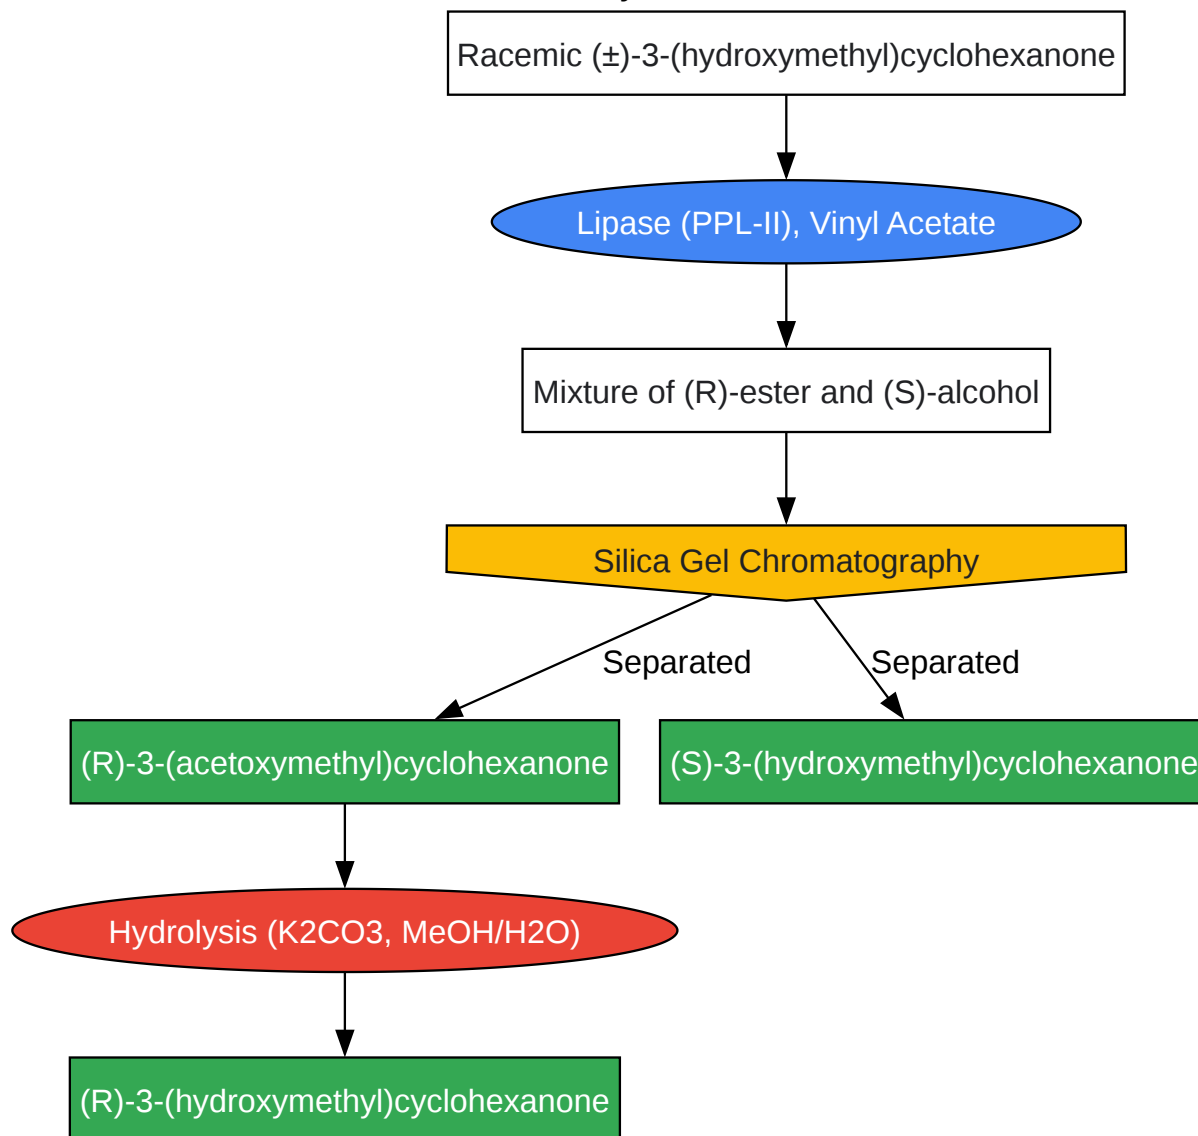 Racemic (±)-3-(hydroxymethyl)cyclohexanone
Lipase (PPL-II), Vinyl Acetate
Mixture of (R)-ester and (S)-alcohol
Silica Gel Chromatography
Separated
Separated
(R)-3-(acetoxymethyl)cyclohexanone
(S)-3-(hydroxymethyl)cyclohexanone
Hydrolysis (K2CO3, MeOH/H2O)
(R)-3-(hydroxymethyl)cyclohexanone